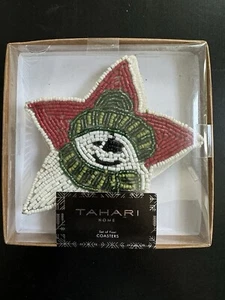 TAHARI
HOME
Set of Four
COASTERS